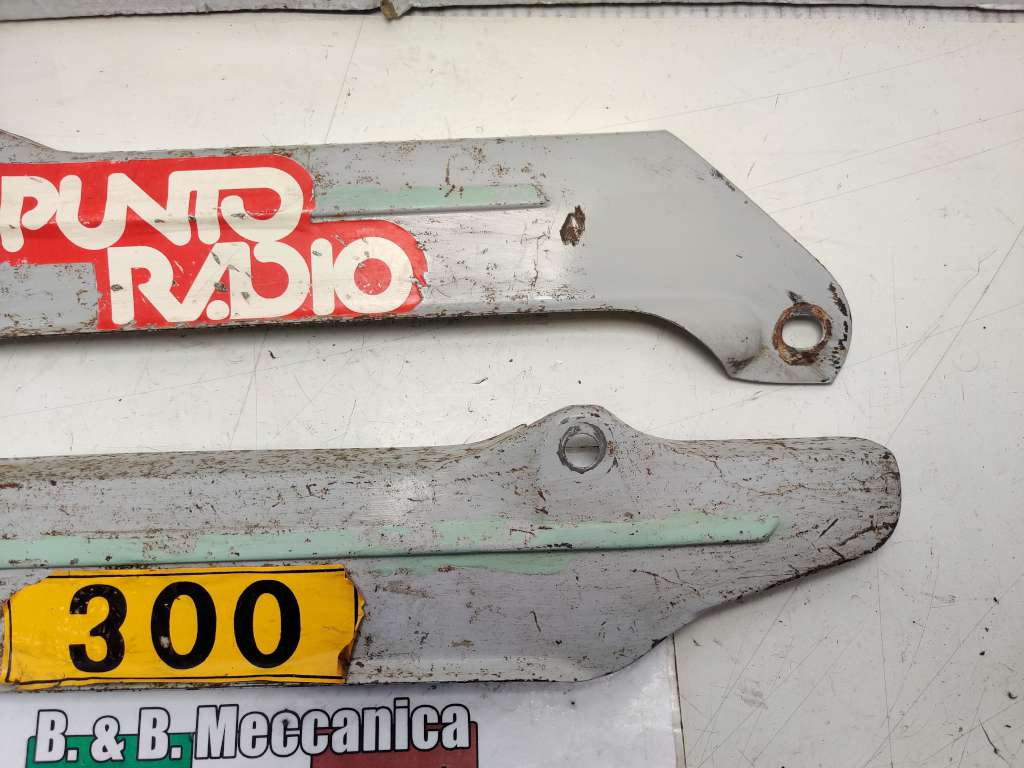 PUNTO
RADIO
300
B. & B. Meccanica